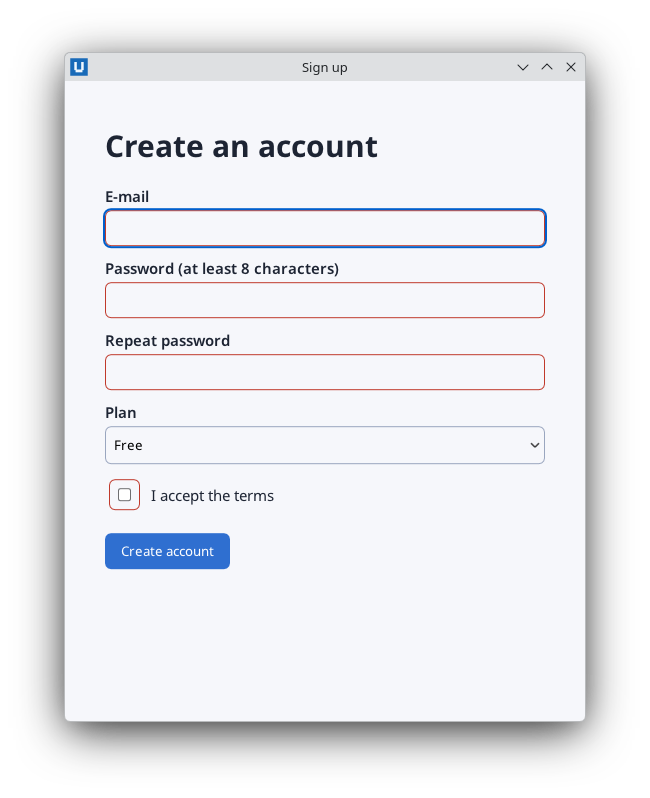 Sign up
Create an account
E-mail
Password (at least 8 characters)
Repeat password
Plan
Free
I accept the terms
Create account